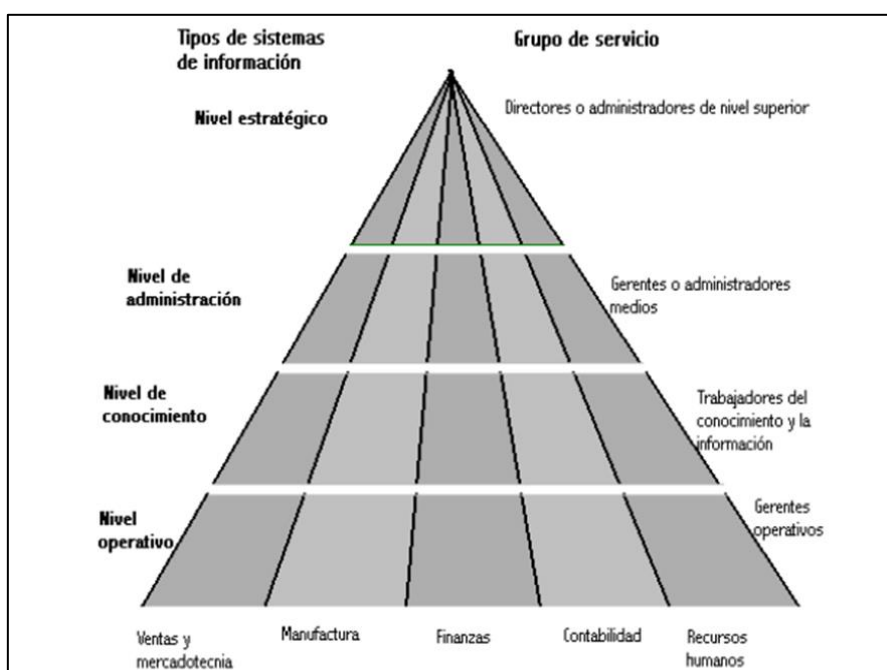 Tipos de sistemas
de información
Grupo de servicio
Nivel estratégico
Directores o administradores de nivel superior
Nivel de
administración
Gerentes o administradores
medios
Nivel de
conocimiento
Trabajadores del
conocimiento y la
información
Nivel
operativo
Gerentes
operativos
Ventas y
mercadotecnia
Manufactura
Finanzas
Contabilidad
Recursos
humanos